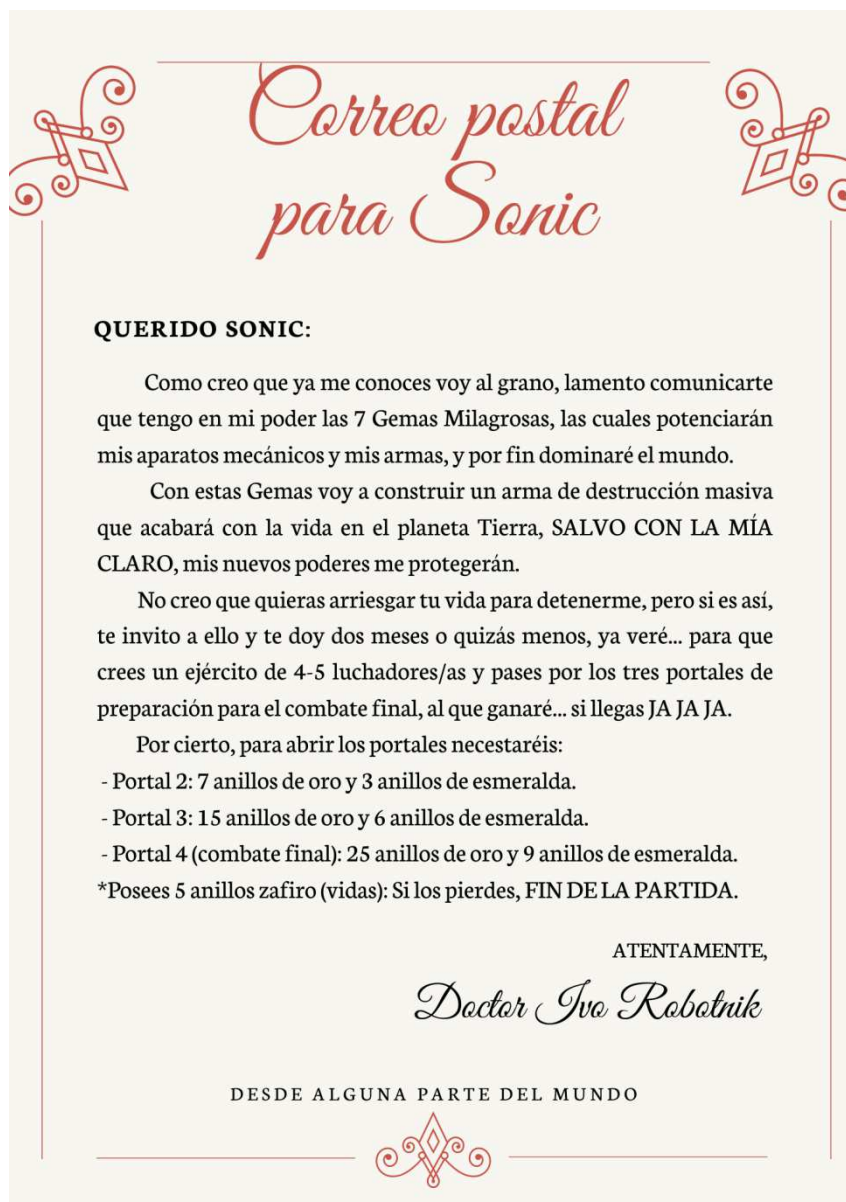 Correo postal
para Sonic
QUERIDO SONIC:
Como creo que ya me conoces voy al grano, lamento comunicarte
que tengo en mi poder las 7 Gemas Milagrosas, las cuales potenciarán
mis aparatos mecánicos y mis armas, y por fin dominaré el mundo.
Con estas Gemas voy a construir un arma de destrucción masiva
que acabará con la vida en el planeta Tierra, SALVO CON LA MÍA
CLARO, mis nuevos poderes me protegerán.
No creo que quieras arriesgar tu vida para detenerme, pero si es así,
te invito a ello y te doy dos meses o quizás menos, ya veré... para que
crees un ejército de 4-5 luchadores/as y pases por los tres portales de
preparación para el combate final, al que ganaré... si llegas JA JA JA.
Por cierto, para abrir los portales necestaréis:
- Portal 2: 7 anillos de oro y 3 anillos de esmeralda.
- Portal 3: 15 anillos de oro y 6 anillos de esmeralda.
- Portal 4 (combate final): 25 anillos de oro y 9 anillos de esmeralda.
*Posees 5 anillos zafiro (vidas): Si los pierdes, FIN DE LA PARTIDA.
ATENTAMENTE,
Doctor Ivo Robotnik
DESDE ALGUNA PARTE DEL MUNDO